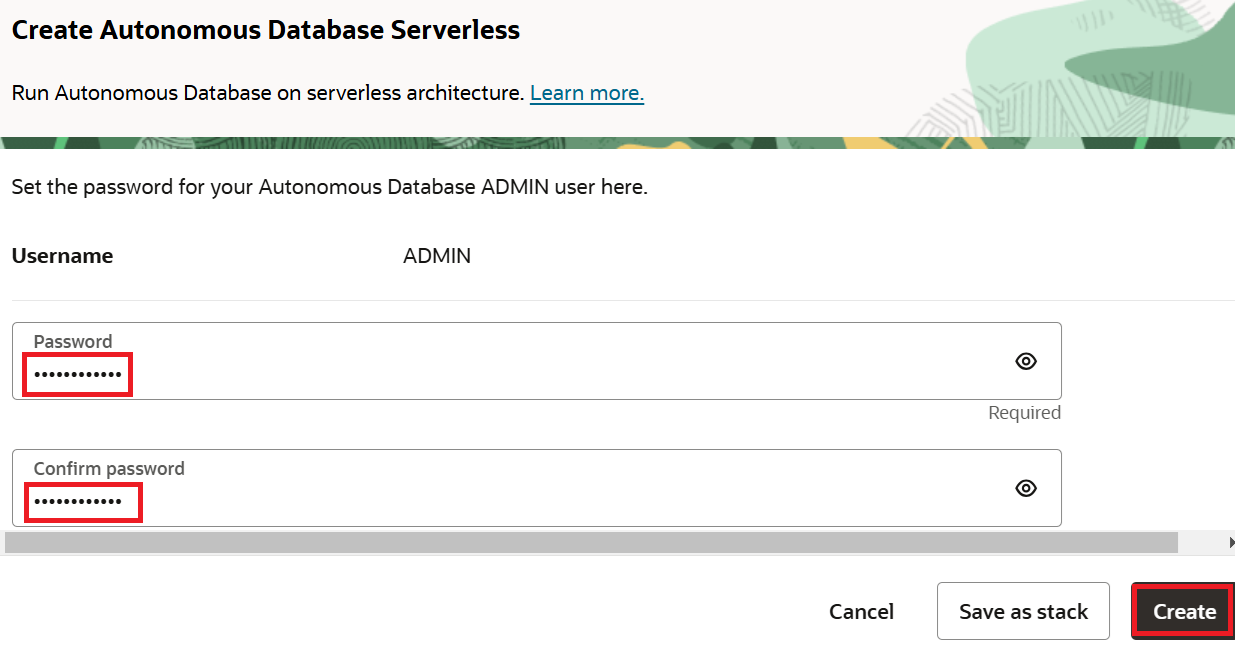 Create Autonomous Database Serverless
Run Autonomous Database on serverless architecture. Learn more.
Set the password for your Autonomous Database ADMIN user here.
Username ADMIN
Password
••••••••••••
Required
Confirm password
••••••••••••
Cancel Save as stack Create